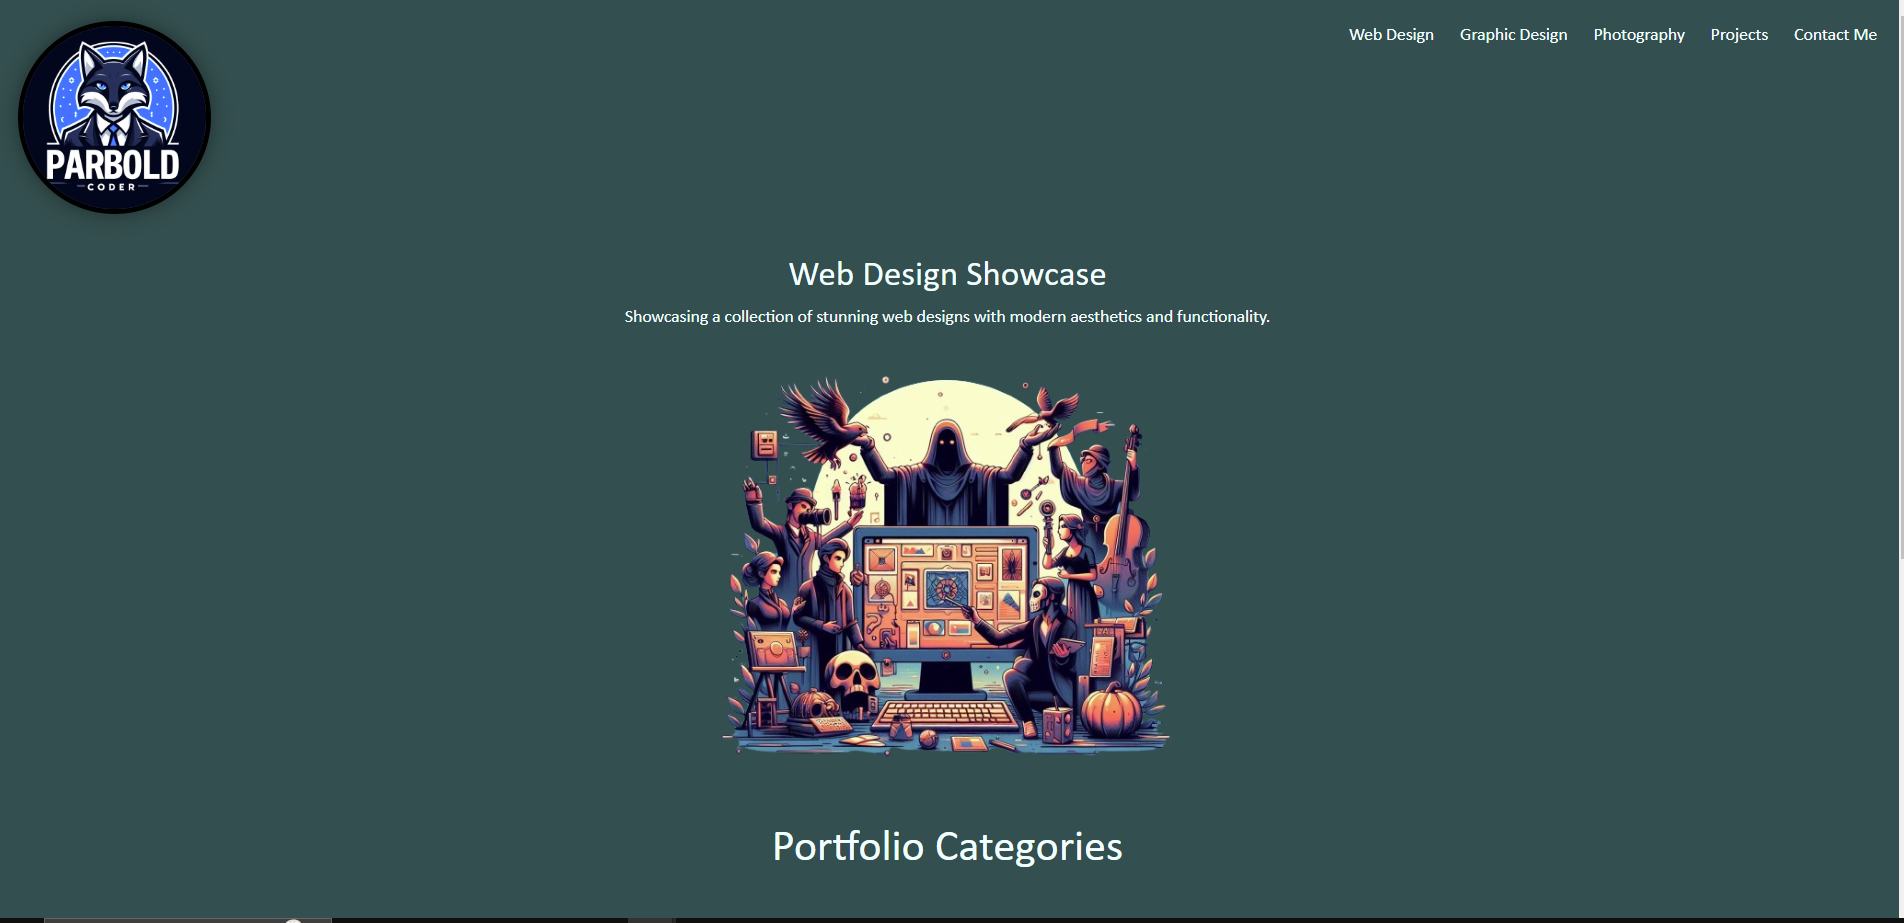 PARBOLD
CODER
Web Design Graphic Design Photography Projects Contact Me
Web Design Showcase
Showcasing a collection of stunning web designs with modern aesthetics and functionality.
Portfolio Categories